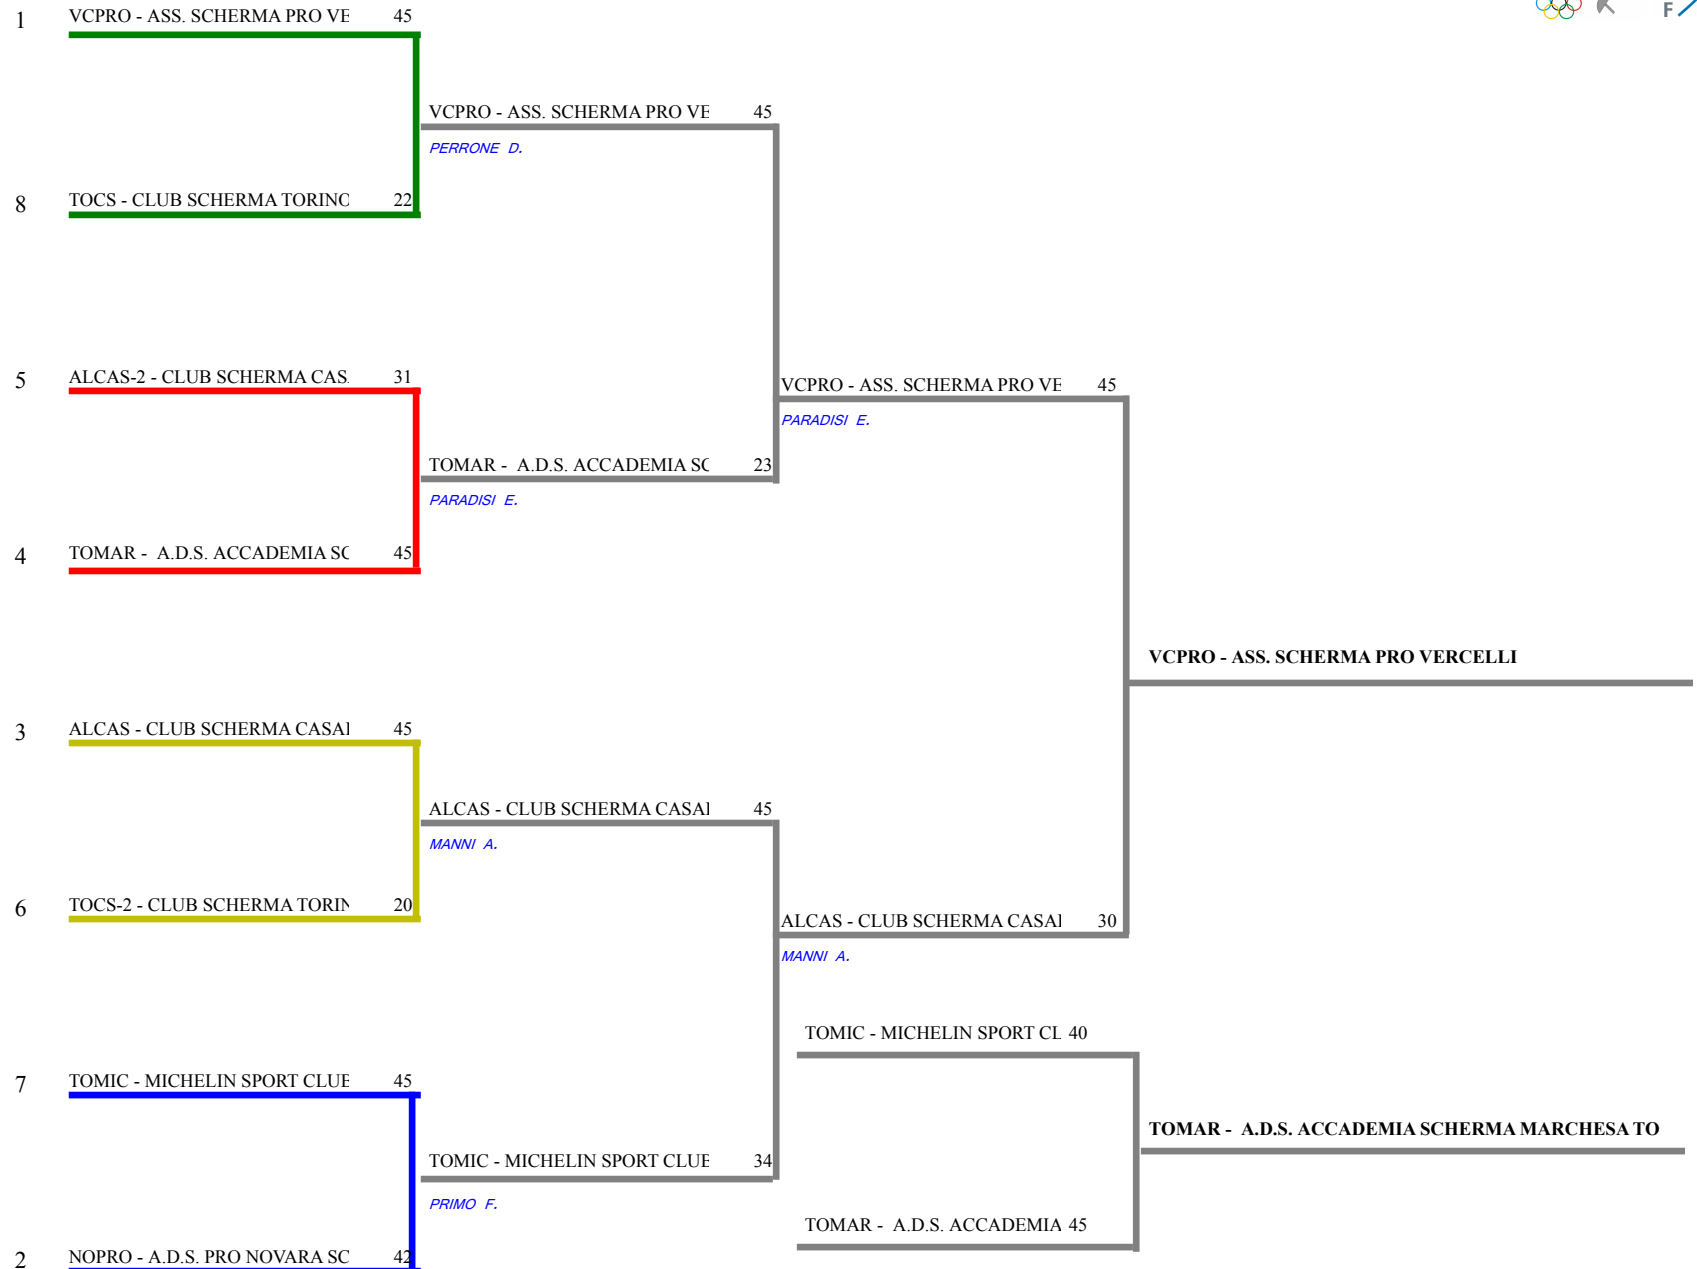 1 VCPRO - ASS. SCHERMA PRO VE 45
F
VCPRO - ASS. SCHERMA PRO VE 45
PERRONE D.
8 TOCS - CLUB SCHERMA TORINO 22
5 ALCAS-2 - CLUB SCHERMA CAS. 31
VCPRO - ASS. SCHERMA PRO VE 45
PARADISI E.
TOMAR - A.D.S. ACCADEMIA SC 23
PARADISI E.
4 TOMAR - A.D.S. ACCADEMIA SC 45
VCPRO - ASS. SCHERMA PRO VERCELLI
3 ALCAS - CLUB SCHERMA CASAI 45
ALCAS - CLUB SCHERMA CASAI 45
MANNI A.
6 TOCS-2 - CLUB SCHERMA TORIN 20
ALCAS - CLUB SCHERMA CASAI 30
MANNI A.
TOMIC - MICHELIN SPORT CL 40
7 TOMIC - MICHELIN SPORT CLUB 45
TOMAR - A.D.S. ACCADEMIA SCHERMA MARCHESA TO
TOMIC - MICHELIN SPORT CLUB 34
PRIMO F.
TOMAR - A.D.S. ACCADEMIA 45
2 NOPRO - A.D.S. PRO NOVARA SC 42